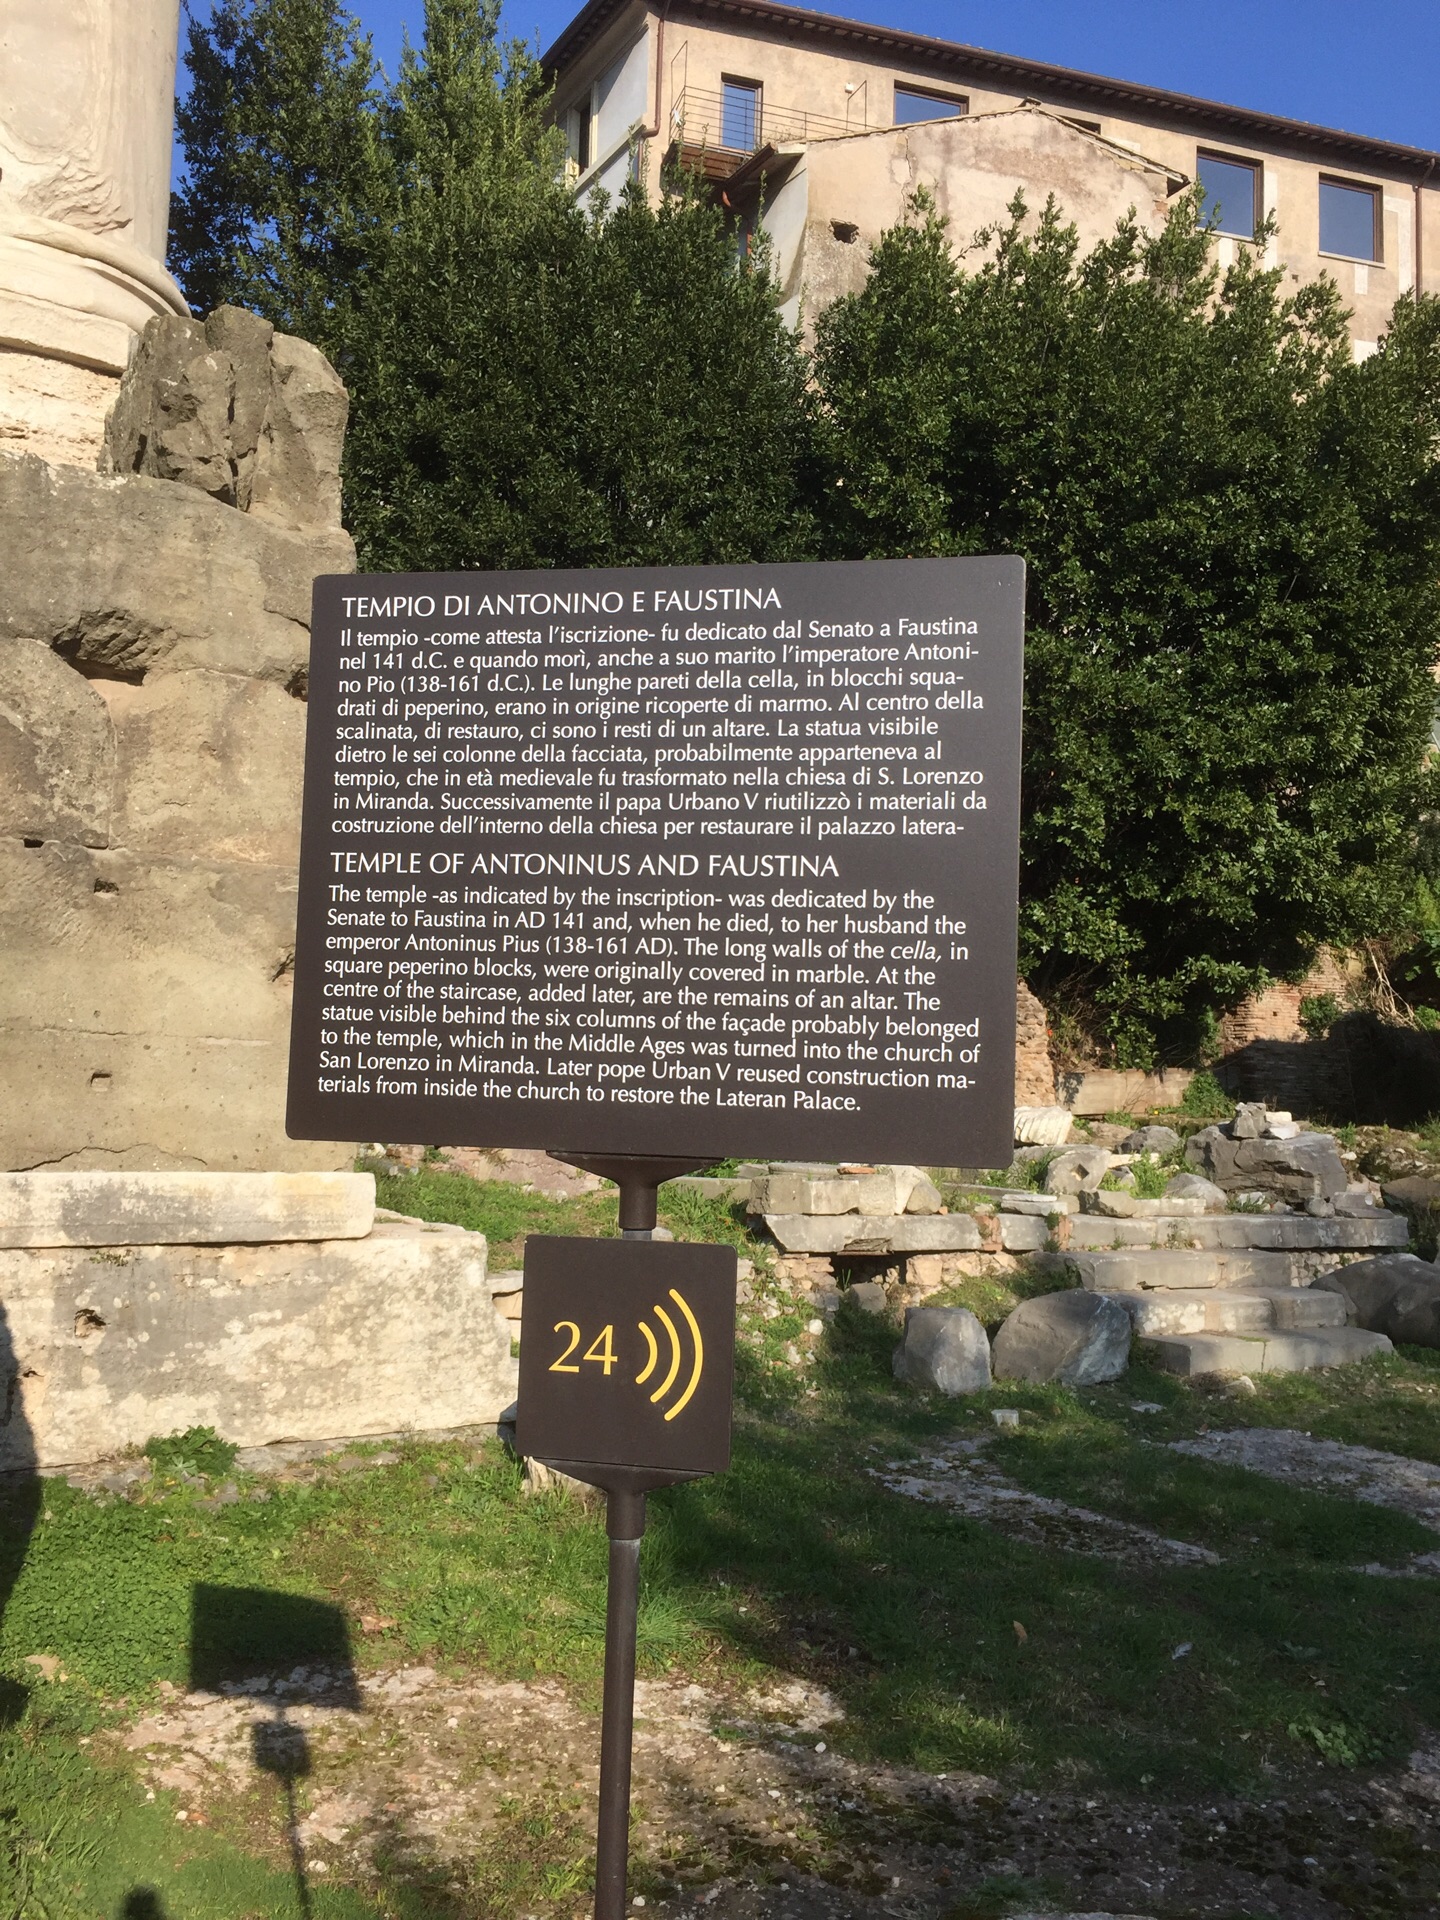 TEMPIO DI ANTONINO E FAUSTINA
Il tempio -come attesta l'iscrizione- fu dedicato dal Senato a Faustina
nel 141 d.C. e quando morì, anche a suo marito l'imperatore Antoni-
no Pio (138-161 d.C.). Le lunghe pareti della cella, in blocchi squa-
drati di peperino, erano in origine ricoperte di marmo. Al centro della
scalinata, di restauro, ci sono i resti di un altare. La statua visibile
dietro le sei colonne della facciata, probabilmente apparteneva al
tempio, che in età medievale fu trasformato nella chiesa di S. Lorenzo
in Miranda. Successivamente il papa Urbano V riutilizzò i materiali da
costruzione dell'interno della chiesa per restaurare il palazzo latera-
TEMPLE OF ANTONINUS AND FAUSTINA
The temple -as indicated by the inscription- was dedicated by the
Senate to Faustina in AD 141 and, when he died, to her husband the
emperor Antoninus Pius (138-161 AD). The long walls of the cella, in
square peperino blocks, were originally covered in marble. At the
centre of the staircase, added later, are the remains of an altar. The
statue visible behind the six columns of the façade probably belonged
to the temple, which in the Middle Ages was turned into the church of
San Lorenzo in Miranda. Later pope Urban V reused construction ma-
terials from inside the church to restore the Lateran Palace.
24